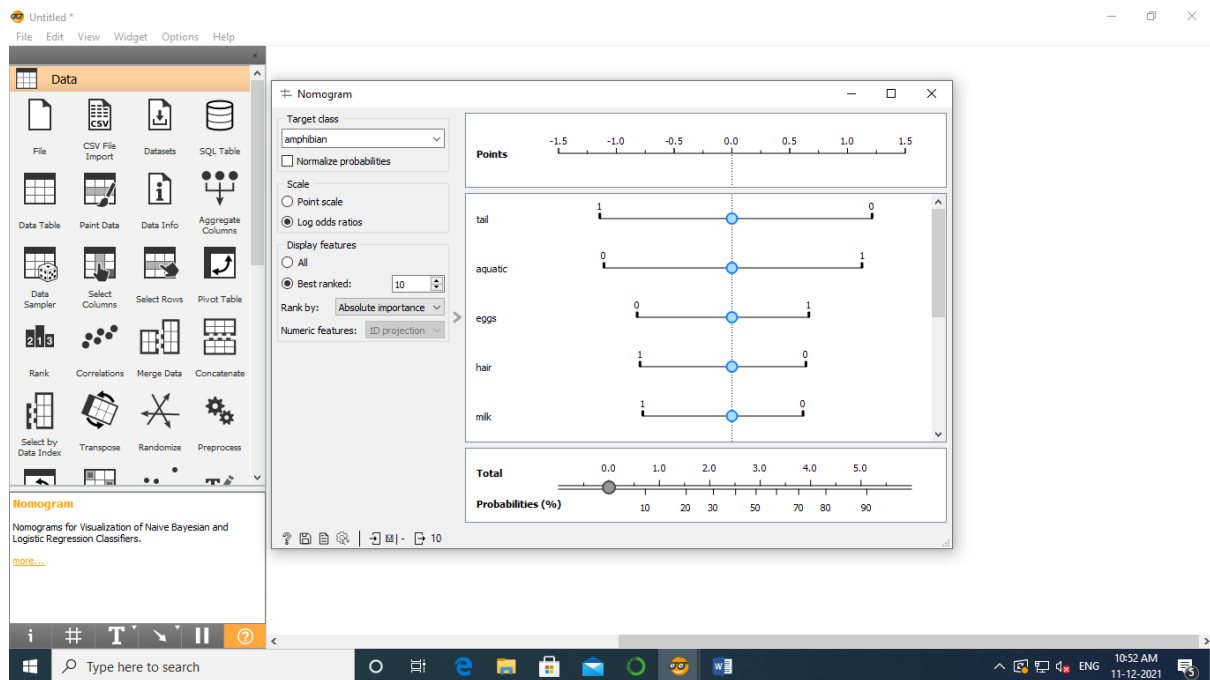 Untitled *
File Edit View Widget Options Help
Data
File CSV File Import Datasets SQL Table
Data Table Paint Data Data Info Aggregate Columns
Data Sampler Select Columns Select Rows Pivot Table
Rank Correlations Merge Data Concatenate
Select by Data Index Transpose Randomize Preprocess
Nomogram
Nomograms for Visualization of Naive Bayesian and
Logistic Regression Classifiers.
more...
Nomogram
Target class
amphibian
Normalize probabilities
Scale
Point scale
Log odds ratios
Display features
All
Best ranked: 10
Rank by: Absolute importance
Numeric features: 1D projection
-1.5 -1.0 -0.5 0.0 0.5 1.0 1.5
Points
1 0
tail
0 1
aquatic
0 1
eggs
1 0
hair
1 0
milk
0.0 1.0 2.0 3.0 4.0 5.0
Total
Probabilities (%)
10 20 30 50 70 80 90
10
Type here to search
ENG
10:52 AM
11-12-2021
5